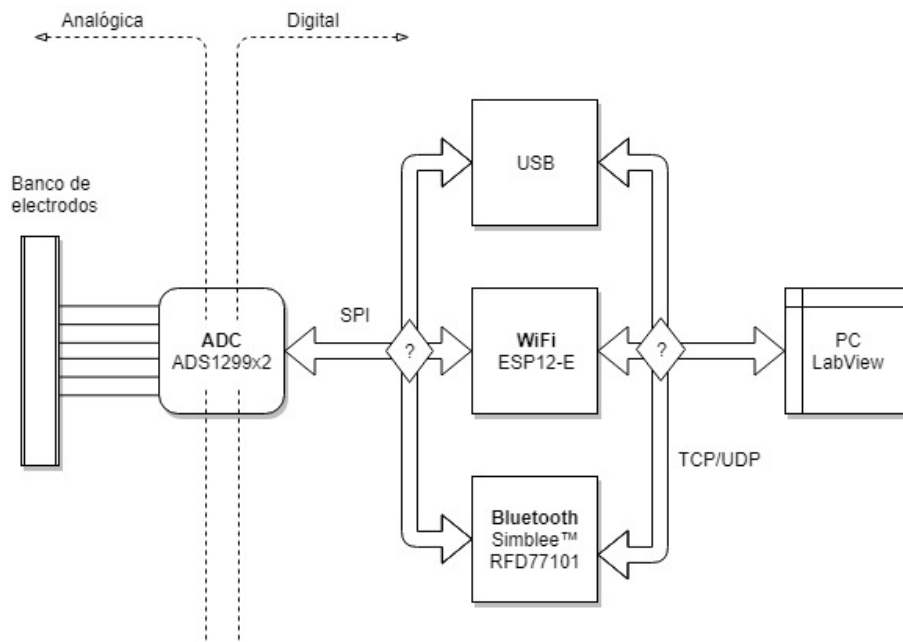 Analógica
Digital
Banco de
electrodos
ADC
ADS1299x2
SPI
?
USB
WiFi
ESP12-E
Bluetooth
Simblee™
RFD77101
?
TCP/UDP
PC
LabView